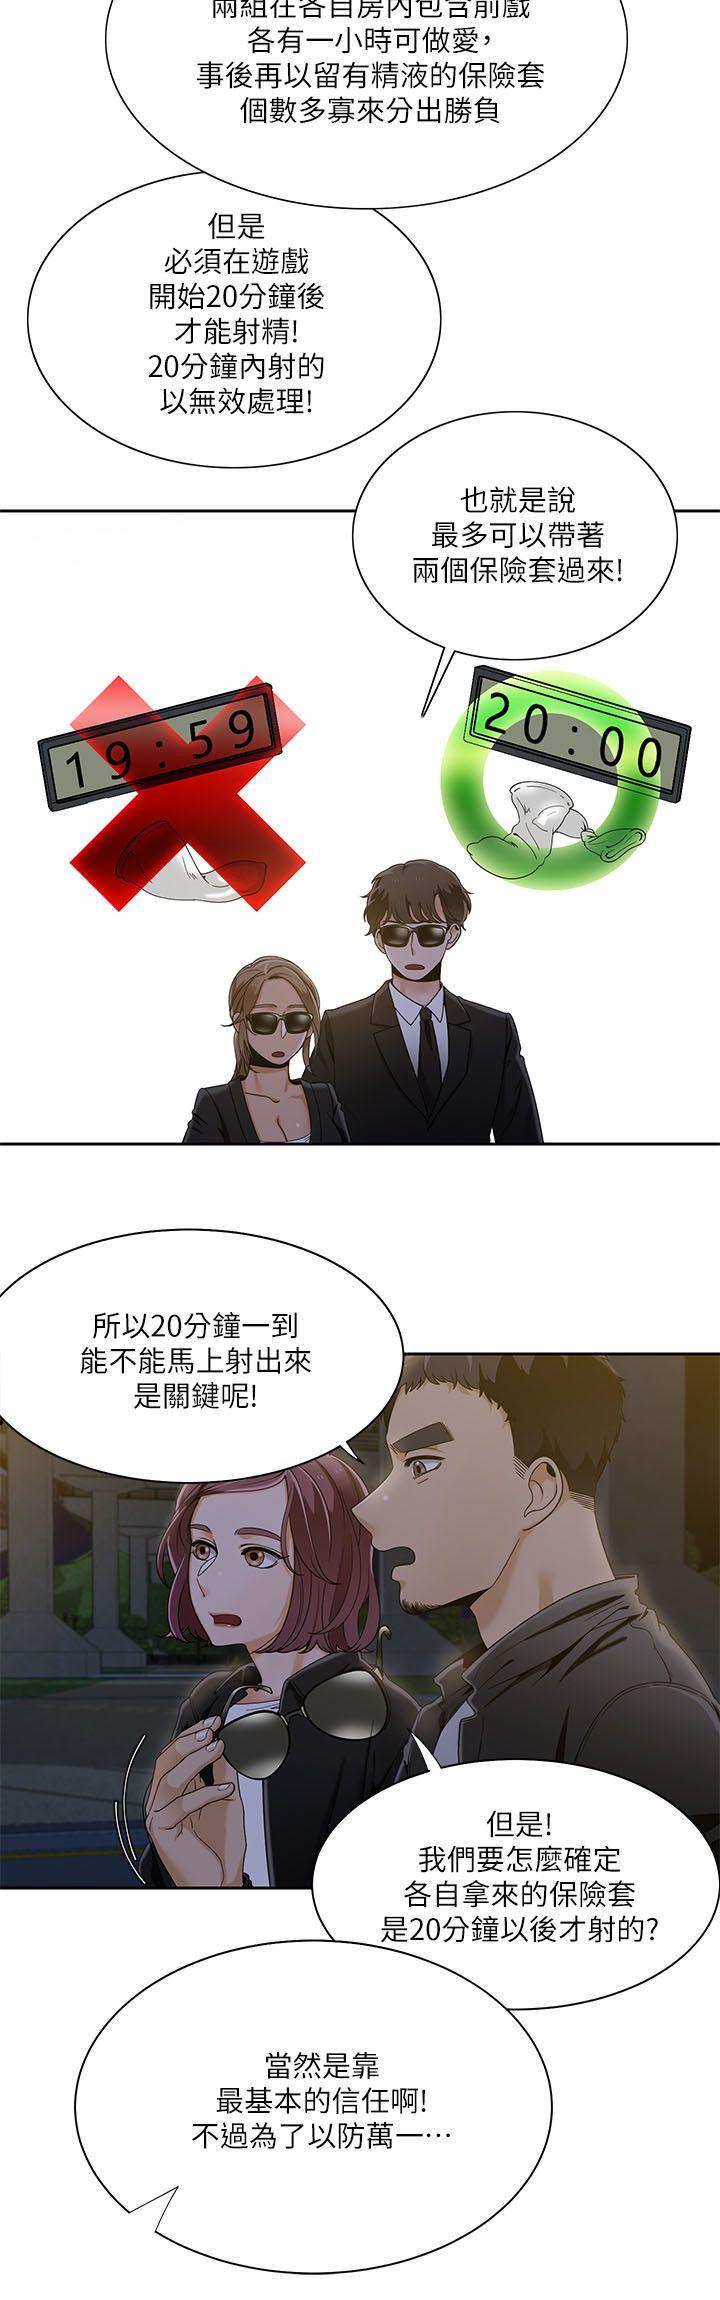 兩組在各自房內包含前戲
各有一小時可做愛，
事後再以留有精液的保險套
個數多寡來分出勝負
但是
必須在遊戲
開始20分鐘後
才能射精!
20分鐘內射的
以無效處理!
也就是說
最多可以帶著
兩個保險套過來!
19:59
20:00
所以20分鐘一到
能不能馬上射出來
是關鍵呢!
但是!
我們要怎麼確定
各自拿來的保險套
是20分鐘以後才射的?
當然是靠
最基本的信任啊!
不過為了以防萬一⋯